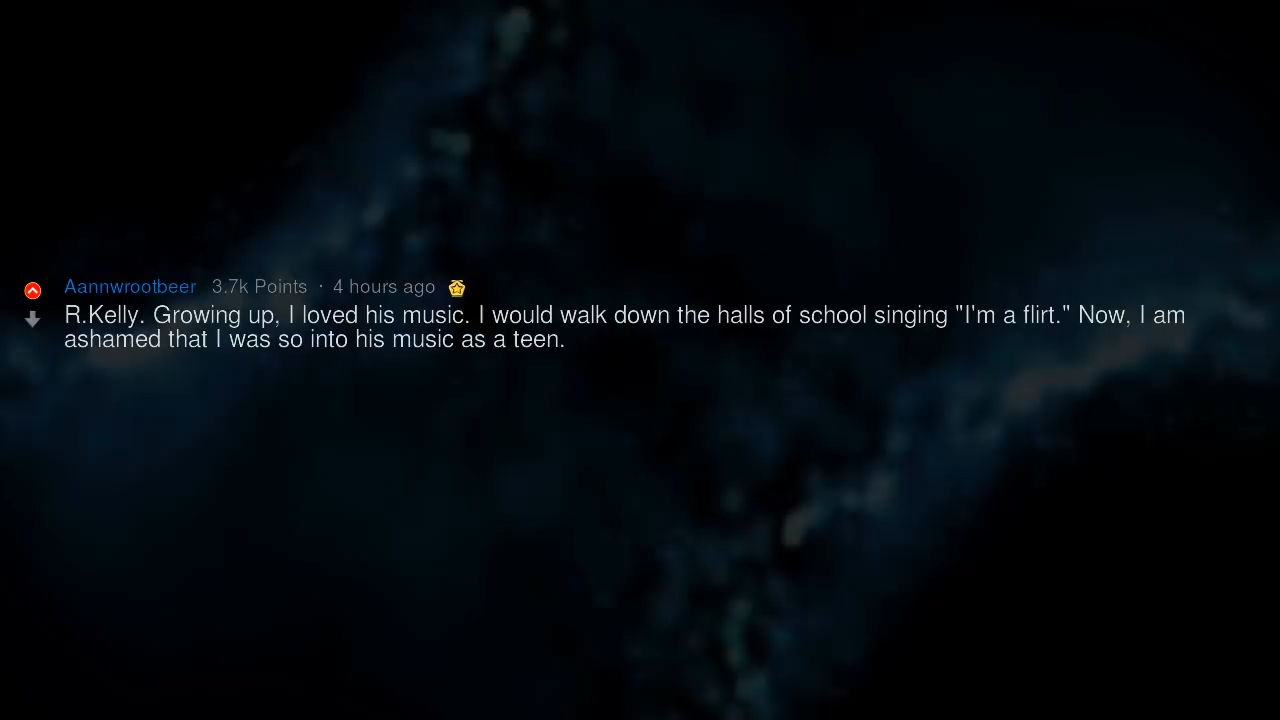 Aannwrootbeer 3.7k Points · 4 hours ago
R.Kelly. Growing up, I loved his music. I would walk down the halls of school singing "I'm a flirt." Now, I am
ashamed that I was so into his music as a teen.